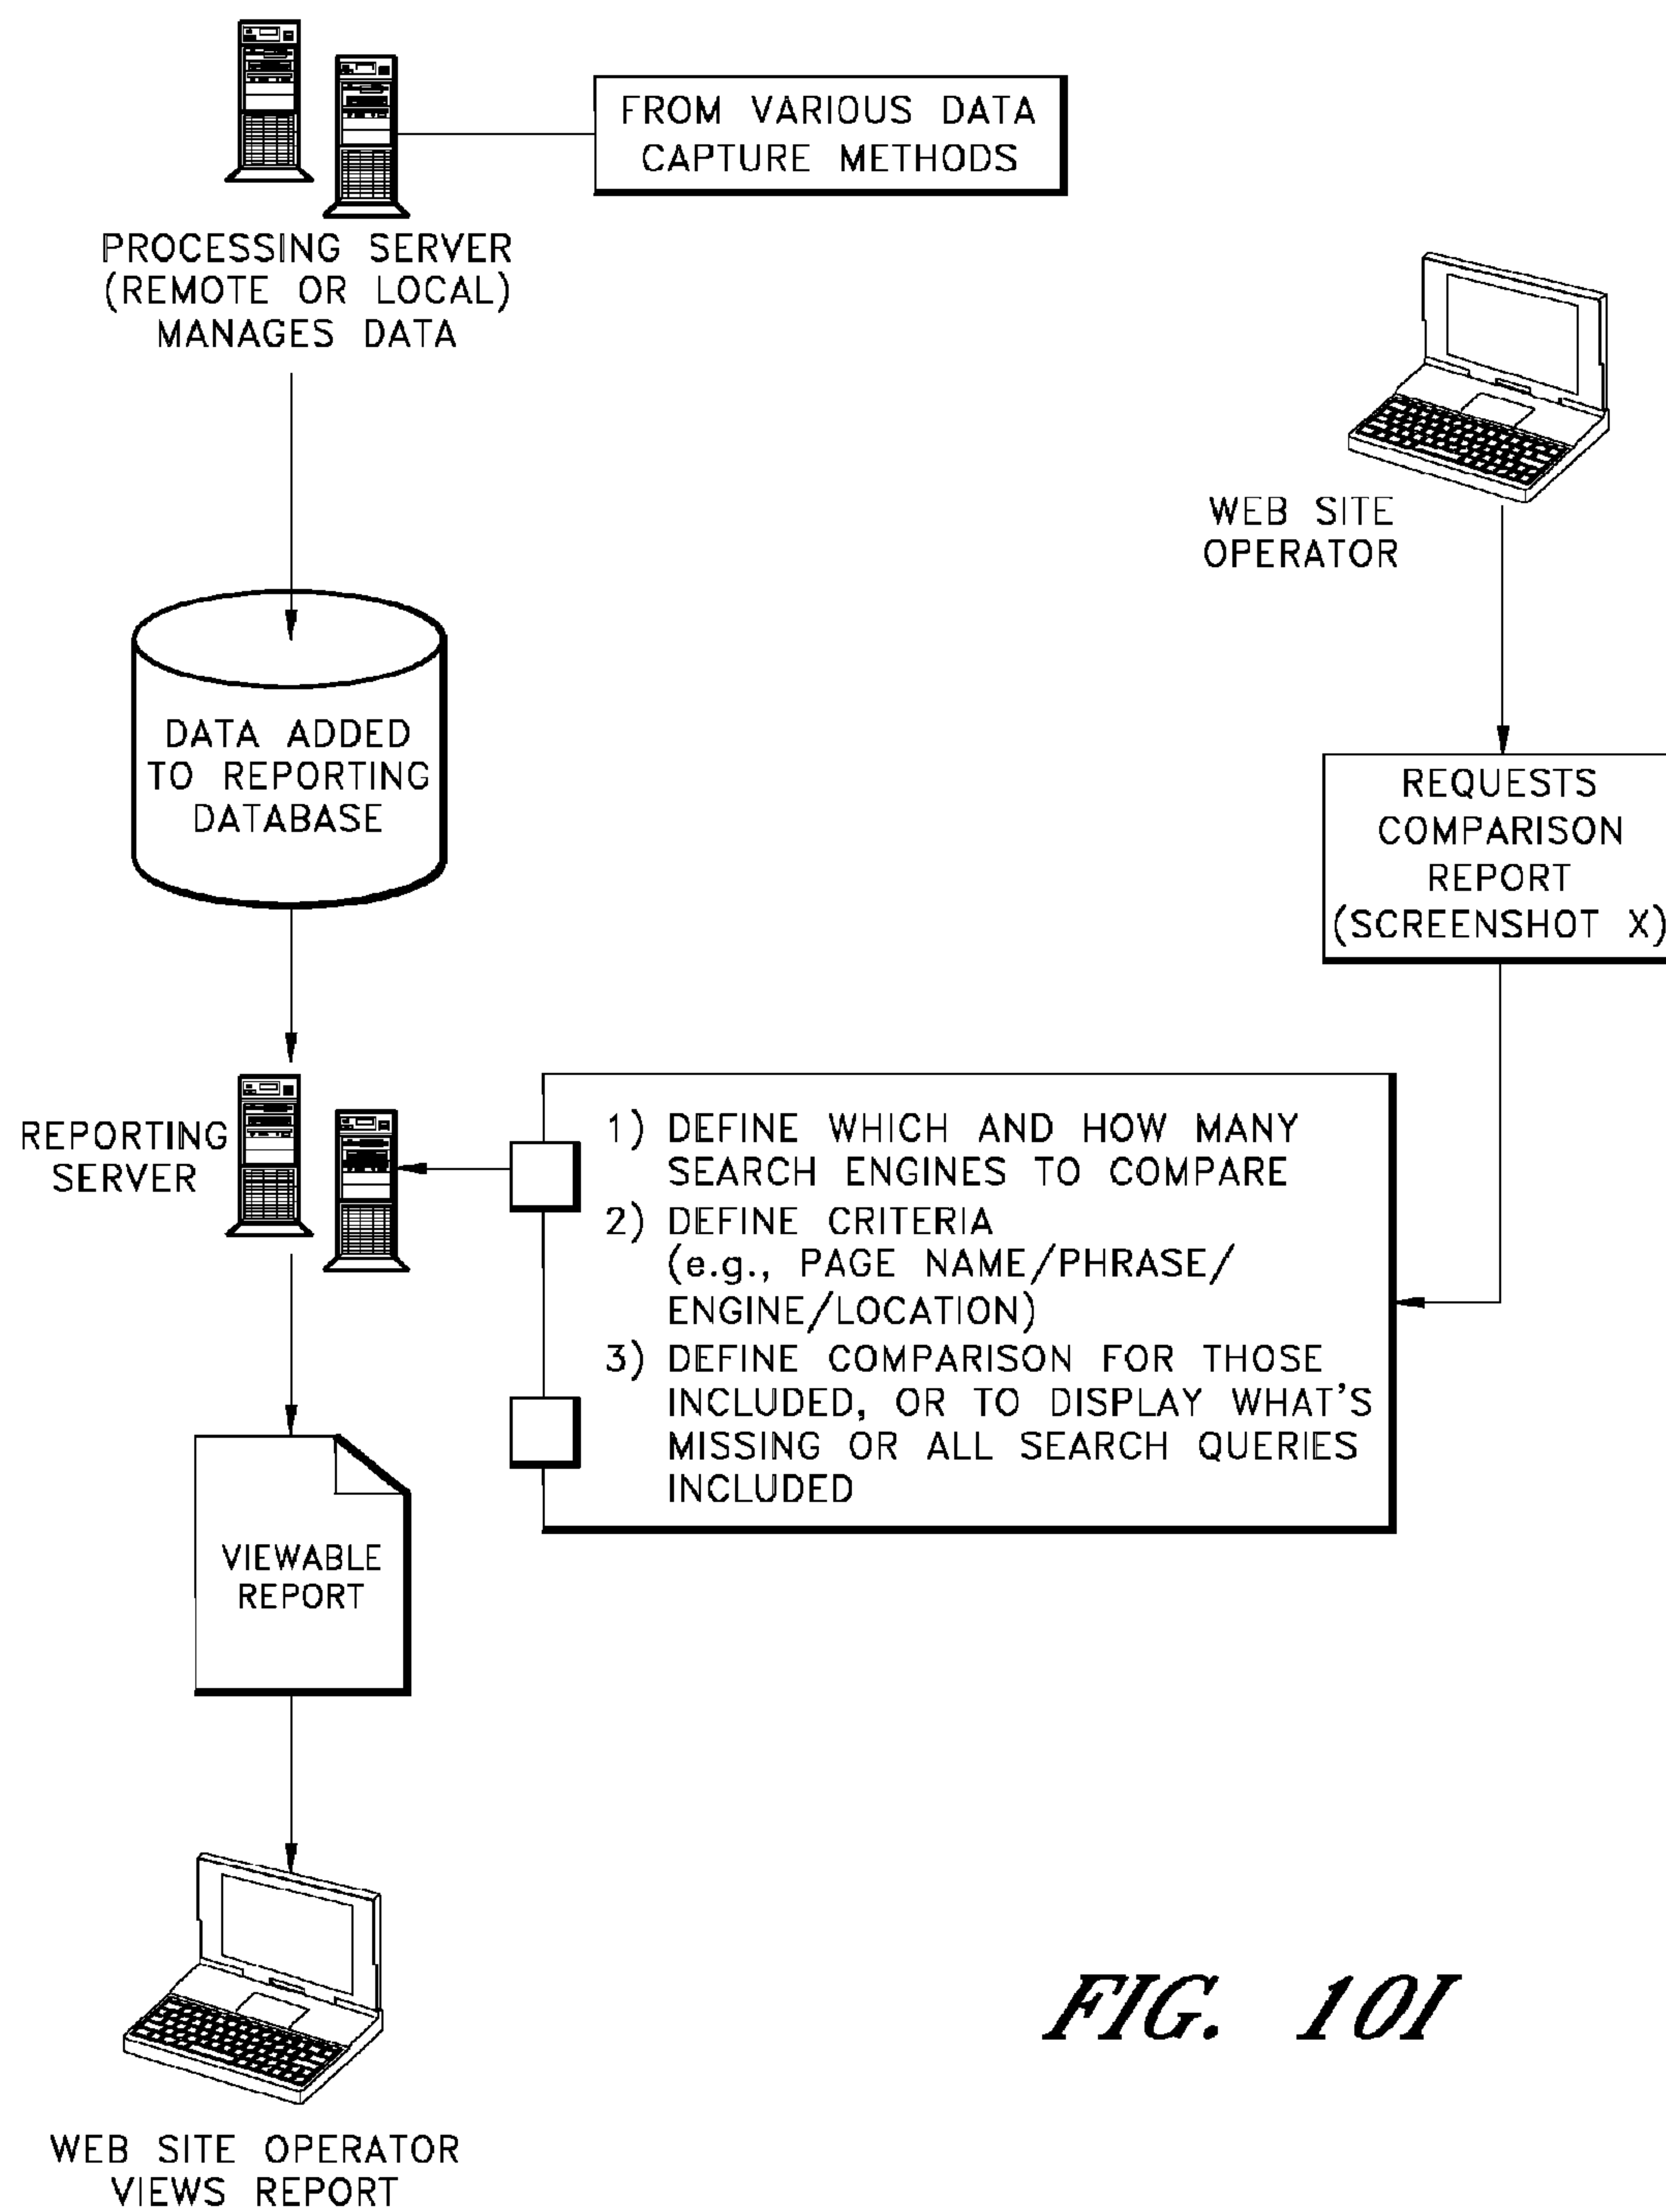 FROM VARIOUS DATA
CAPTURE METHODS
PROCESSING SERVER
(REMOTE OR LOCAL)
MANAGES DATA
WEB SITE
OPERATOR
DATA ADDED
TO REPORTING
DATABASE
REQUESTS
COMPARISON
REPORT
(SCREENSHOT X)
REPORTING
SERVER
1) DEFINE WHICH AND HOW MANY
SEARCH ENGINES TO COMPARE
2) DEFINE CRITERIA
(e.g., PAGE NAME/PHRASE/
ENGINE/LOCATION)
3) DEFINE COMPARISON FOR THOSE
INCLUDED, OR TO DISPLAY WHAT'S
MISSING OR ALL SEARCH QUERIES
INCLUDED
VIEWABLE
REPORT
WEB SITE OPERATOR
VIEWS REPORT
FIG. 10I